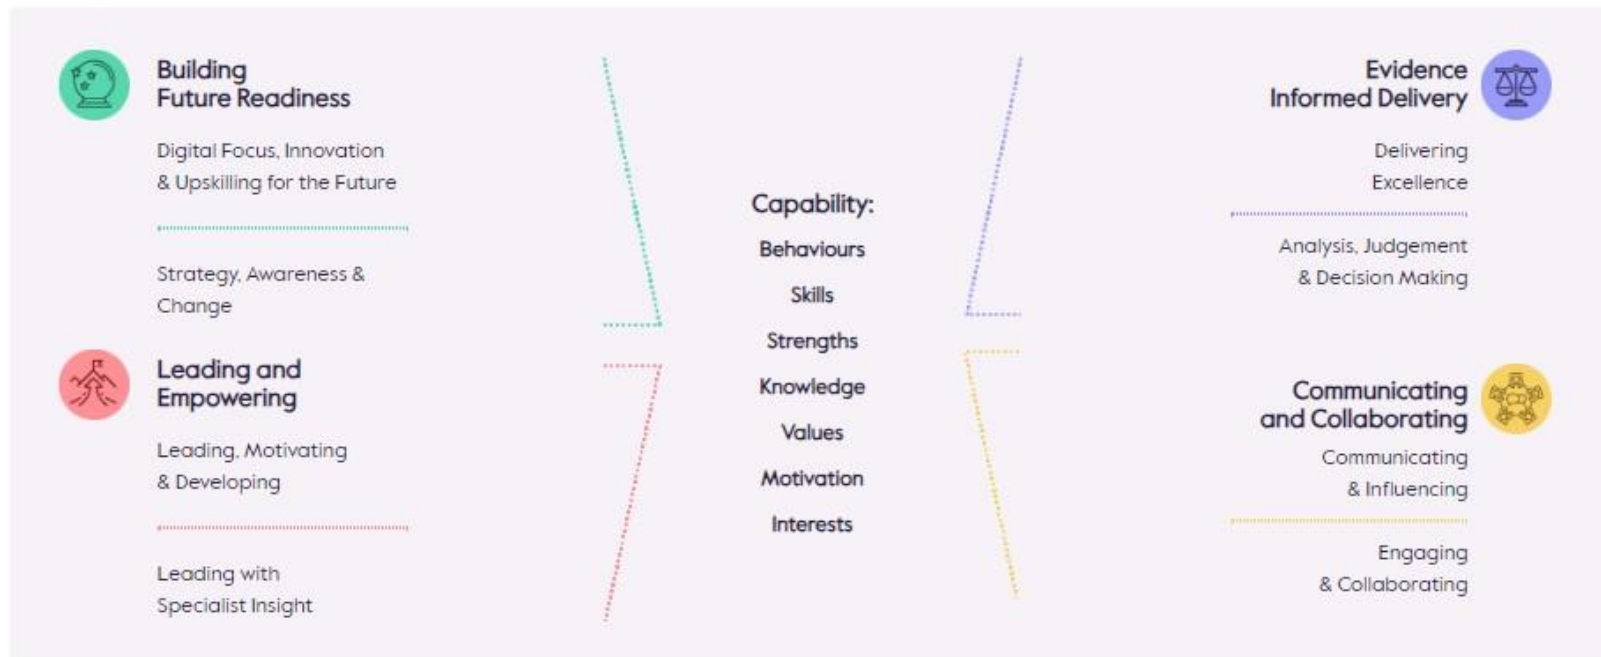 Building
Future Readiness
Digital Focus, Innovation
& Upskilling for the Future
Strategy, Awareness &
Change
Leading and
Empowering
Leading, Motivating
& Developing
Leading with
Specialist Insight
Capability:
Behaviours
Skills
Strengths
Knowledge
Values
Motivation
Interests
Evidence
Informed Delivery
Delivering
Excellence
Analysis, Judgement
& Decision Making
Communicating
and Collaborating
Communicating
& Influencing
Engaging
& Collaborating